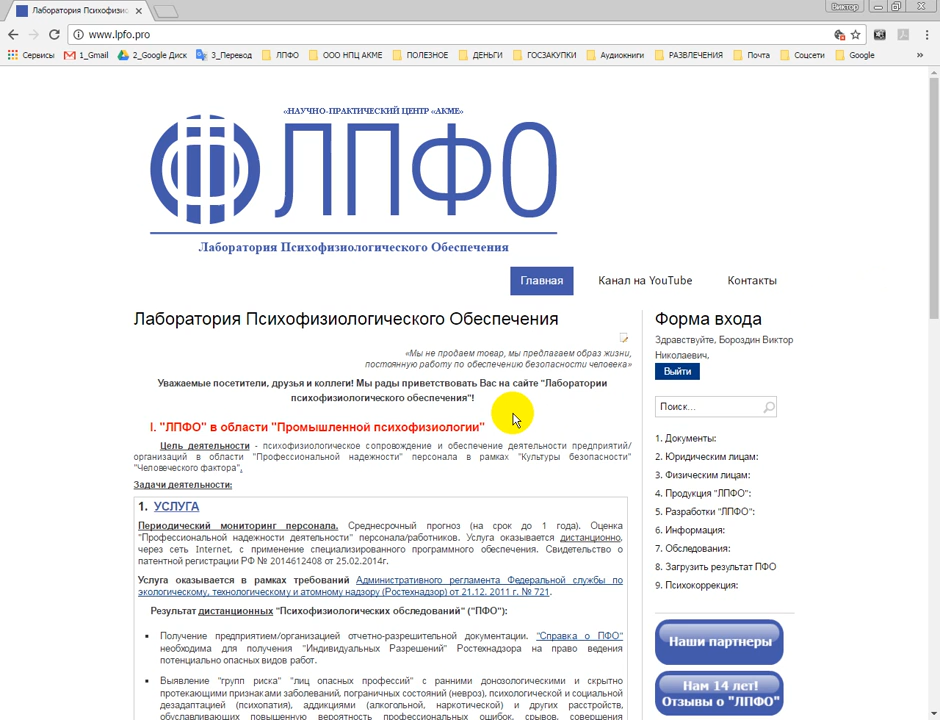 Лаборатория Психофизио
Виктор
www.lpfo.pro
Сервисы 1_Gmail 2_Google Диск 3_Перевод ЛПФО ООО НПЦ АКМЕ ПОЛЕЗНОЕ ДЕНЬГИ ГОСЗАКУПКИ Аудиокниги РАЗВЛЕЧЕНИЯ Почта Соцсети Google »
«НАУЧНО-ПРАКТИЧЕСКИЙ ЦЕНТР «АКМЕ»
ЛПФО
Лаборатория Психофизиологического Обеспечения
Главная Канал на YouTube Контакты
Лаборатория Психофизиологического Обеспечения
«Мы не продаем товар, мы предлагаем образ жизни,
постоянную работу по обеспечению безопасности человека»
Уважаемые посетители, друзья и коллеги! Мы рады приветствовать Вас на сайте "Лаборатории
психофизиологического обеспечения"!
I. "ЛПФО" в области "Промышленной психофизиологии"
Цель деятельности - психофизиологическое сопровождение и обеспечение деятельности предприятий/
организаций в области "Профессиональной надежности" персонала в рамках "Культуры безопасности"
"Человеческого фактора".
Задачи деятельности:
1. УСЛУГА
Периодический мониторинг персонала. Среднесрочный прогноз (на срок до 1 года). Оценка
"Профессиональной надежности деятельности" персонала/работников. Услуга оказывается дистанционно,
через сеть Internet, с применение специализированного программного обеспечения. Свидетельство о
патентной регистрации РФ № 2014612408 от 25.02.2014г.
Услуга оказывается в рамках требований Административного регламента Федеральной службы по
экологическому, технологическому и атомному надзору (Ростехнадзор) от 21.12. 2011 г. № 721.
Результат дистанционных "Психофизиологических обследований" ("ПФО"):
Получение предприятием/организацией отчетно-разрешительной документации. "Справка о ПФО"
необходима для получения "Индивидуальных Разрешений" Ростехнадзора на право ведения
потенциально опасных видов работ.
Выявление "групп риска" "лиц опасных профессий" с ранними донозологическими и скрытно
протекающими признаками заболеваний, пограничных состояний (невроз), психологической и социальной
дезадаптацией (психопатия), аддикциями (алкогольной, наркотической) и других расстройств,
обуславливающих повышенную вероятность профессиональных ошибок, срывов, совершения
Форма входа
Здравствуйте, Бороздин Виктор
Николаевич,
Выйти
Поиск...
1. Документы:
2. Юридическим лицам:
3. Физическим лицам:
4. Продукция "ЛПФО":
5. Разработки "ЛПФО":
6. Информация:
7. Обследования:
8. Загрузить результат ПФО
9. Психокоррекция:
Наши партнеры
Нам 14 лет!
Отзывы о "ЛПФО"